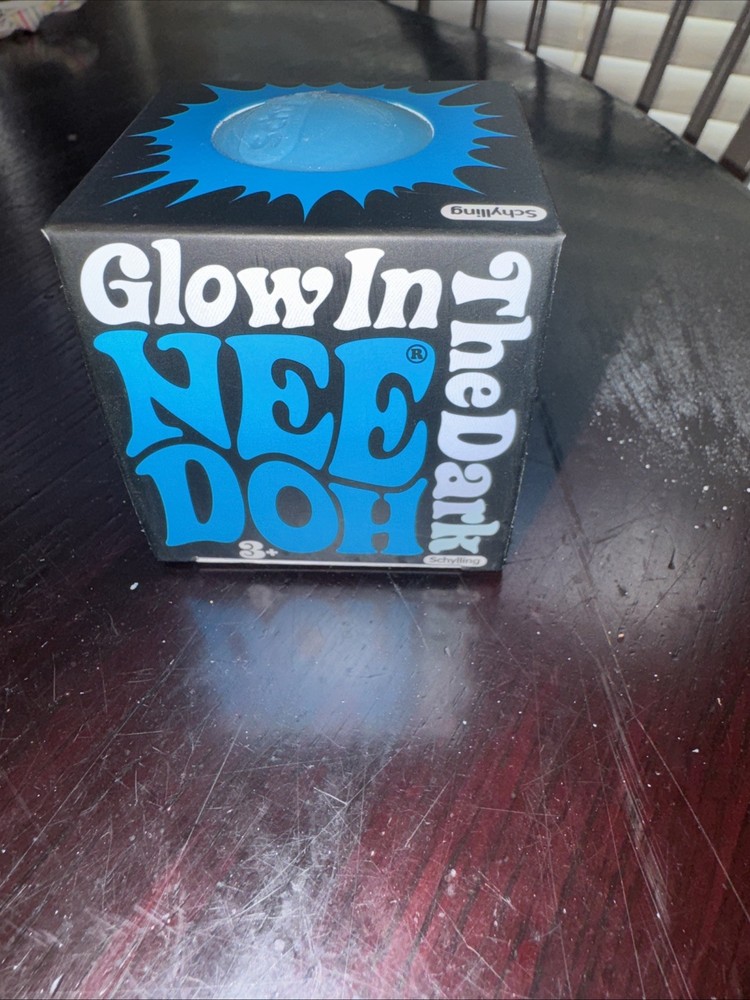 Schylling
Glow In
The Dark
NEE®
DOH
3+
Schylling